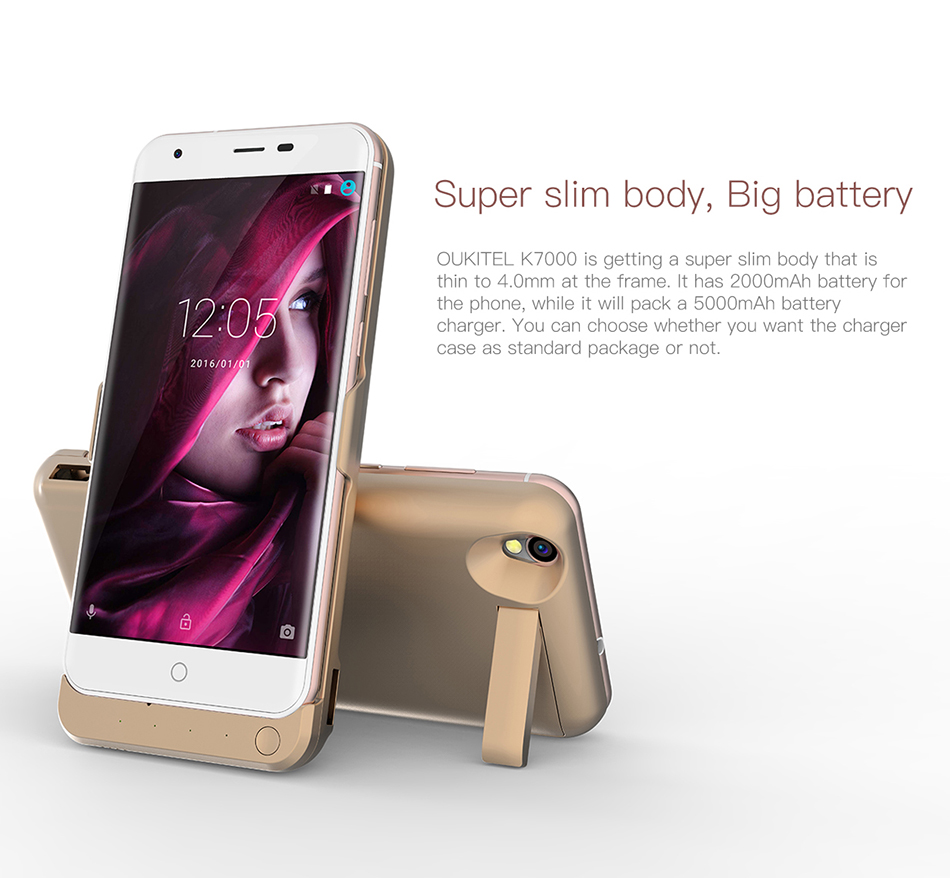 Super slim body, Big battery
OUKITEL K7000 is getting a super slim body that is
thin to 4.0mm at the frame. It has 2000mAh battery for
the phone, while it will pack a 5000mAh battery
charger. You can choose whether you want the charger
case as standard package or not.
12:05
2016/01/01